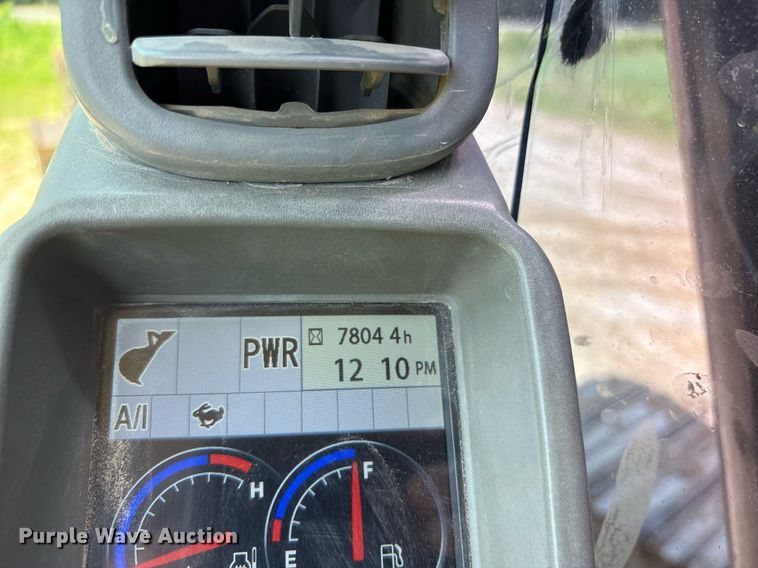 PWR
7804 4h
12 10 PM
A/I
H
F
E
Purple Wave Auction